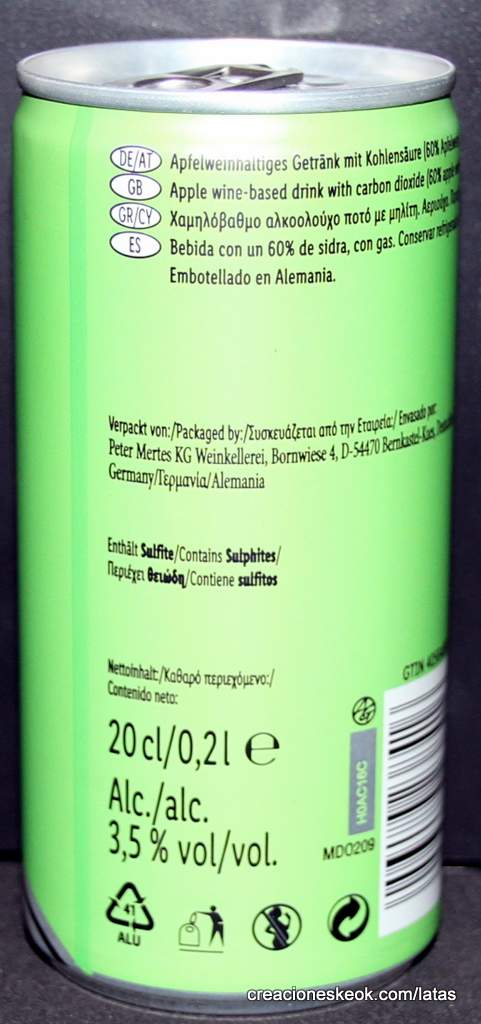 DE/AT Apfelweinhaltiges Getränk mit Kohlensäure (60%
GB Apple wine-based drink with carbon dioxide (60% apple
GR/CY Χαμηλόβαθμο αλκοολούχο ποτό με μηλίτη. Αεριούχο.
ES Bebida con un 60% de sidra, con gas. Conservar
Embotellado en Alemania.
Verpackt von:/Packaged by:/Συσκευάζεται από την Εταιρεία:/ Envasado por:
Peter Mertes KG Weinkellerei, Bornwiese 4, D-54470 Bernkastel-Kues,
Germany/Γερμανία/Alemania
Enthält Sulfite/Contains Sulphites/
Περιέχει θειώδη/Contiene sulfitos
Nettoinhalt:/Καθαρό περιεχόμενο:/
Contenido neto:
20 cl/0,2 l ℮
Alc./alc.
3,5 % vol/vol.
GTIN
H0AC16C
MD0209
41
ALU
creacioneskeok.com/latas